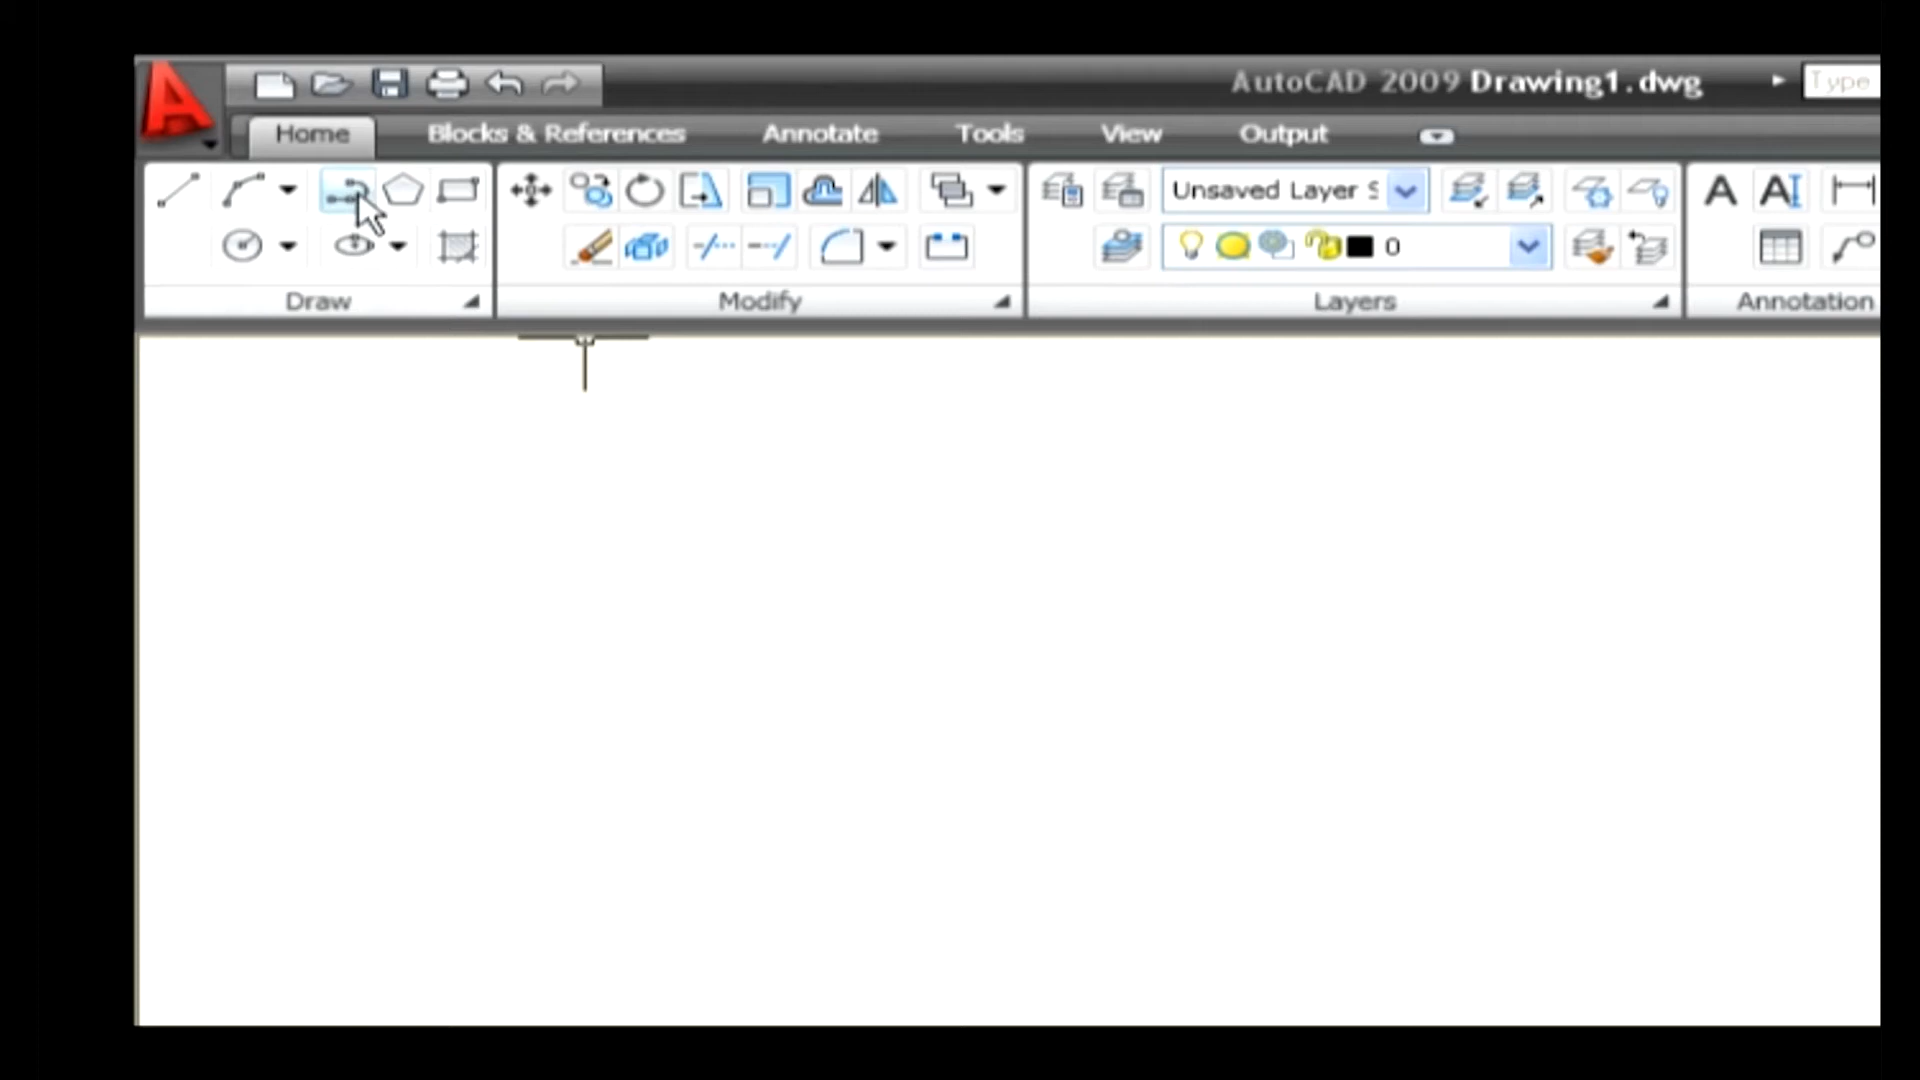 AutoCAD 2009 Drawing1.dwg
Type
Home Blocks & References Annotate Tools View Output
Unsaved Layer S
A A
0
Draw Modify Layers Annotation